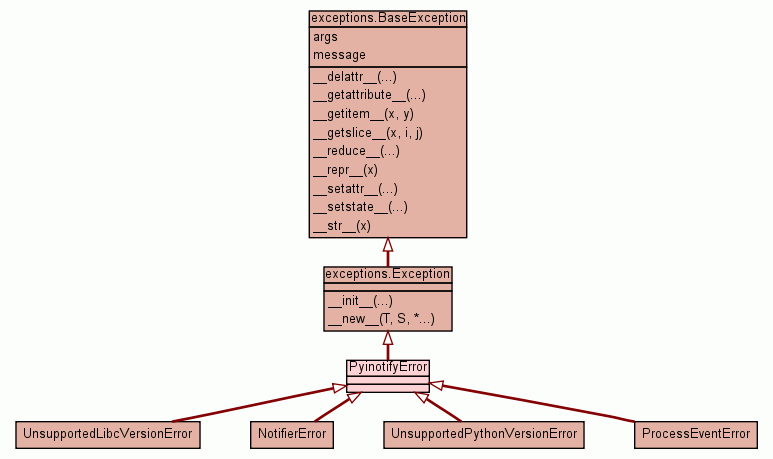 exceptions.BaseException
args
message
__delattr__(...)
__getattribute__(...)
__getitem__(x, y)
__getslice__(x, i, j)
__reduce__(...)
__repr__(x)
__setattr__(...)
__setstate__(...)
__str__(x)
exceptions.Exception
__init__(...)
__new__(T, S, *...)
PyinotifyError
UnsupportedLibcVersionError
NotifierError
UnsupportedPythonVersionError
ProcessEventError